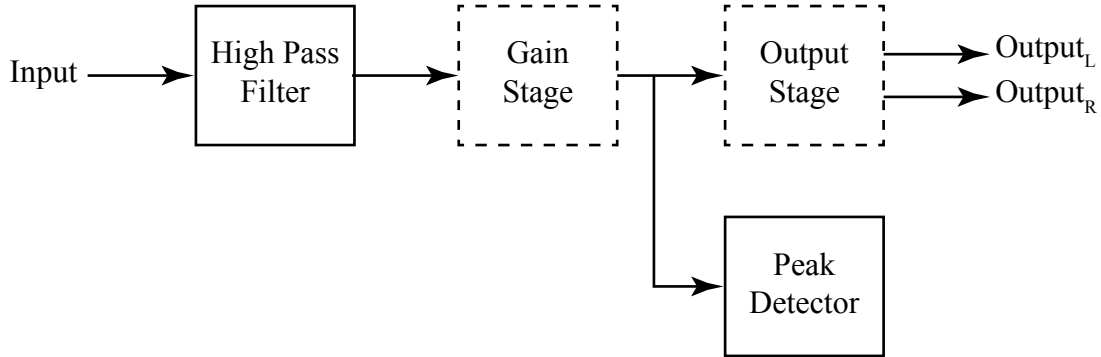 Input
High Pass
Filter
Gain
Stage
Output
Stage
Output_L
Output_R
Peak
Detector